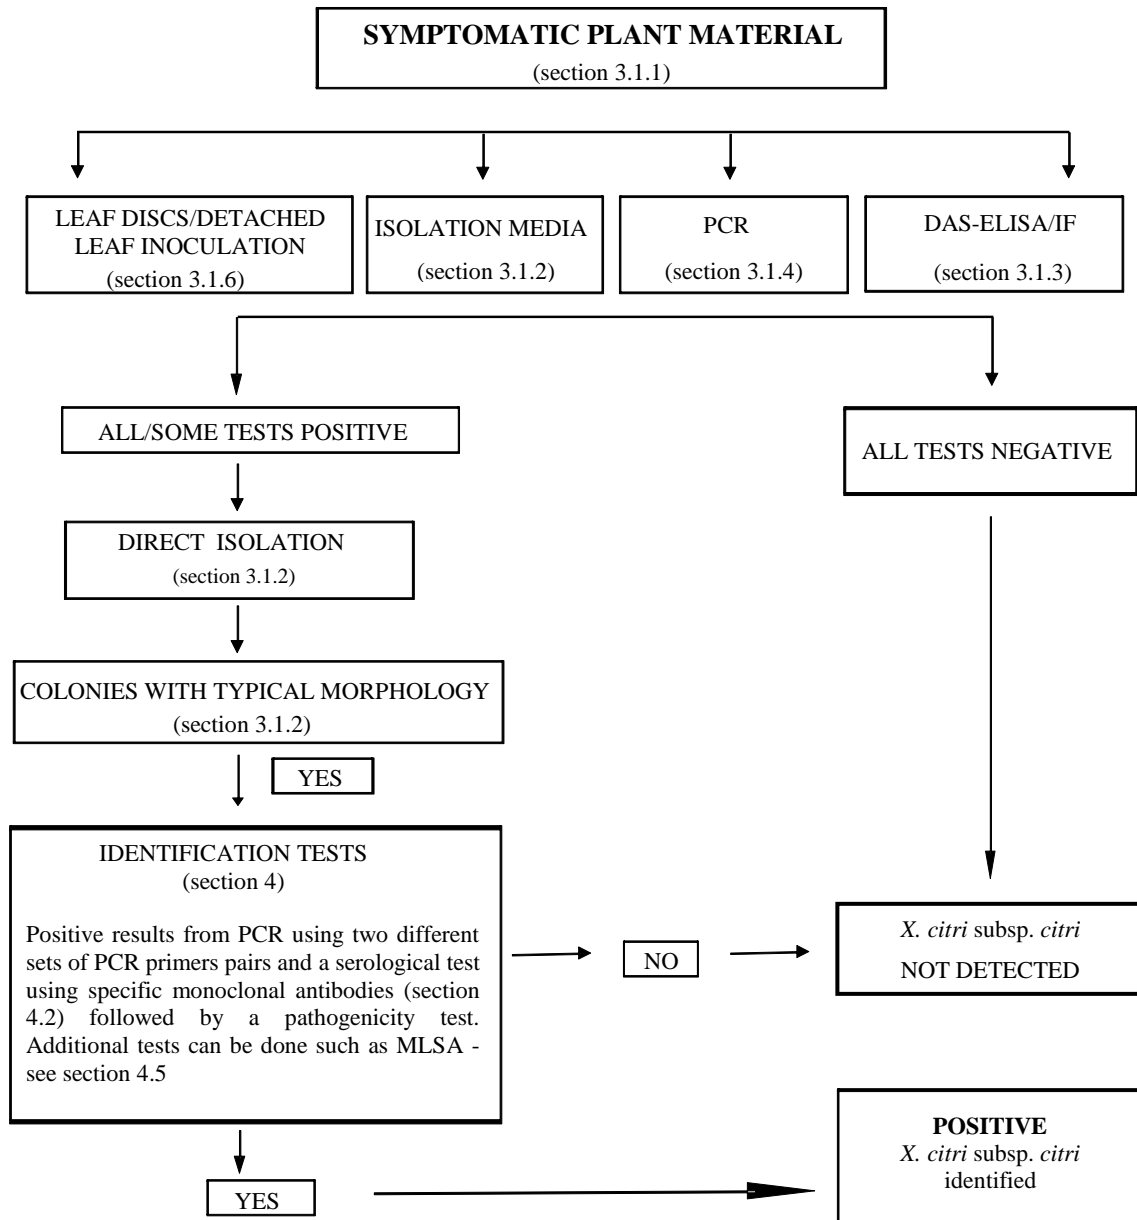 SYMPTOMATIC PLANT MATERIAL
(section 3.1.1)
LEAF DISCS/DETACHED
LEAF INOCULATION
(section 3.1.6)
ISOLATION MEDIA
(section 3.1.2)
PCR
(section 3.1.4)
DAS-ELISA/IF
(section 3.1.3)
ALL/SOME TESTS POSITIVE
ALL TESTS NEGATIVE
DIRECT ISOLATION
(section 3.1.2)
COLONIES WITH TYPICAL MORPHOLOGY
(section 3.1.2)
YES
IDENTIFICATION TESTS
(section 4)
Positive results from PCR using two different
sets of PCR primers pairs and a serological test
using specific monoclonal antibodies (section
4.2) followed by a pathogenicity test.
Additional tests can be done such as MLSA -
see section 4.5
NO
X. citri subsp. citri
NOT DETECTED
YES
POSITIVE
X. citri subsp. citri
identified